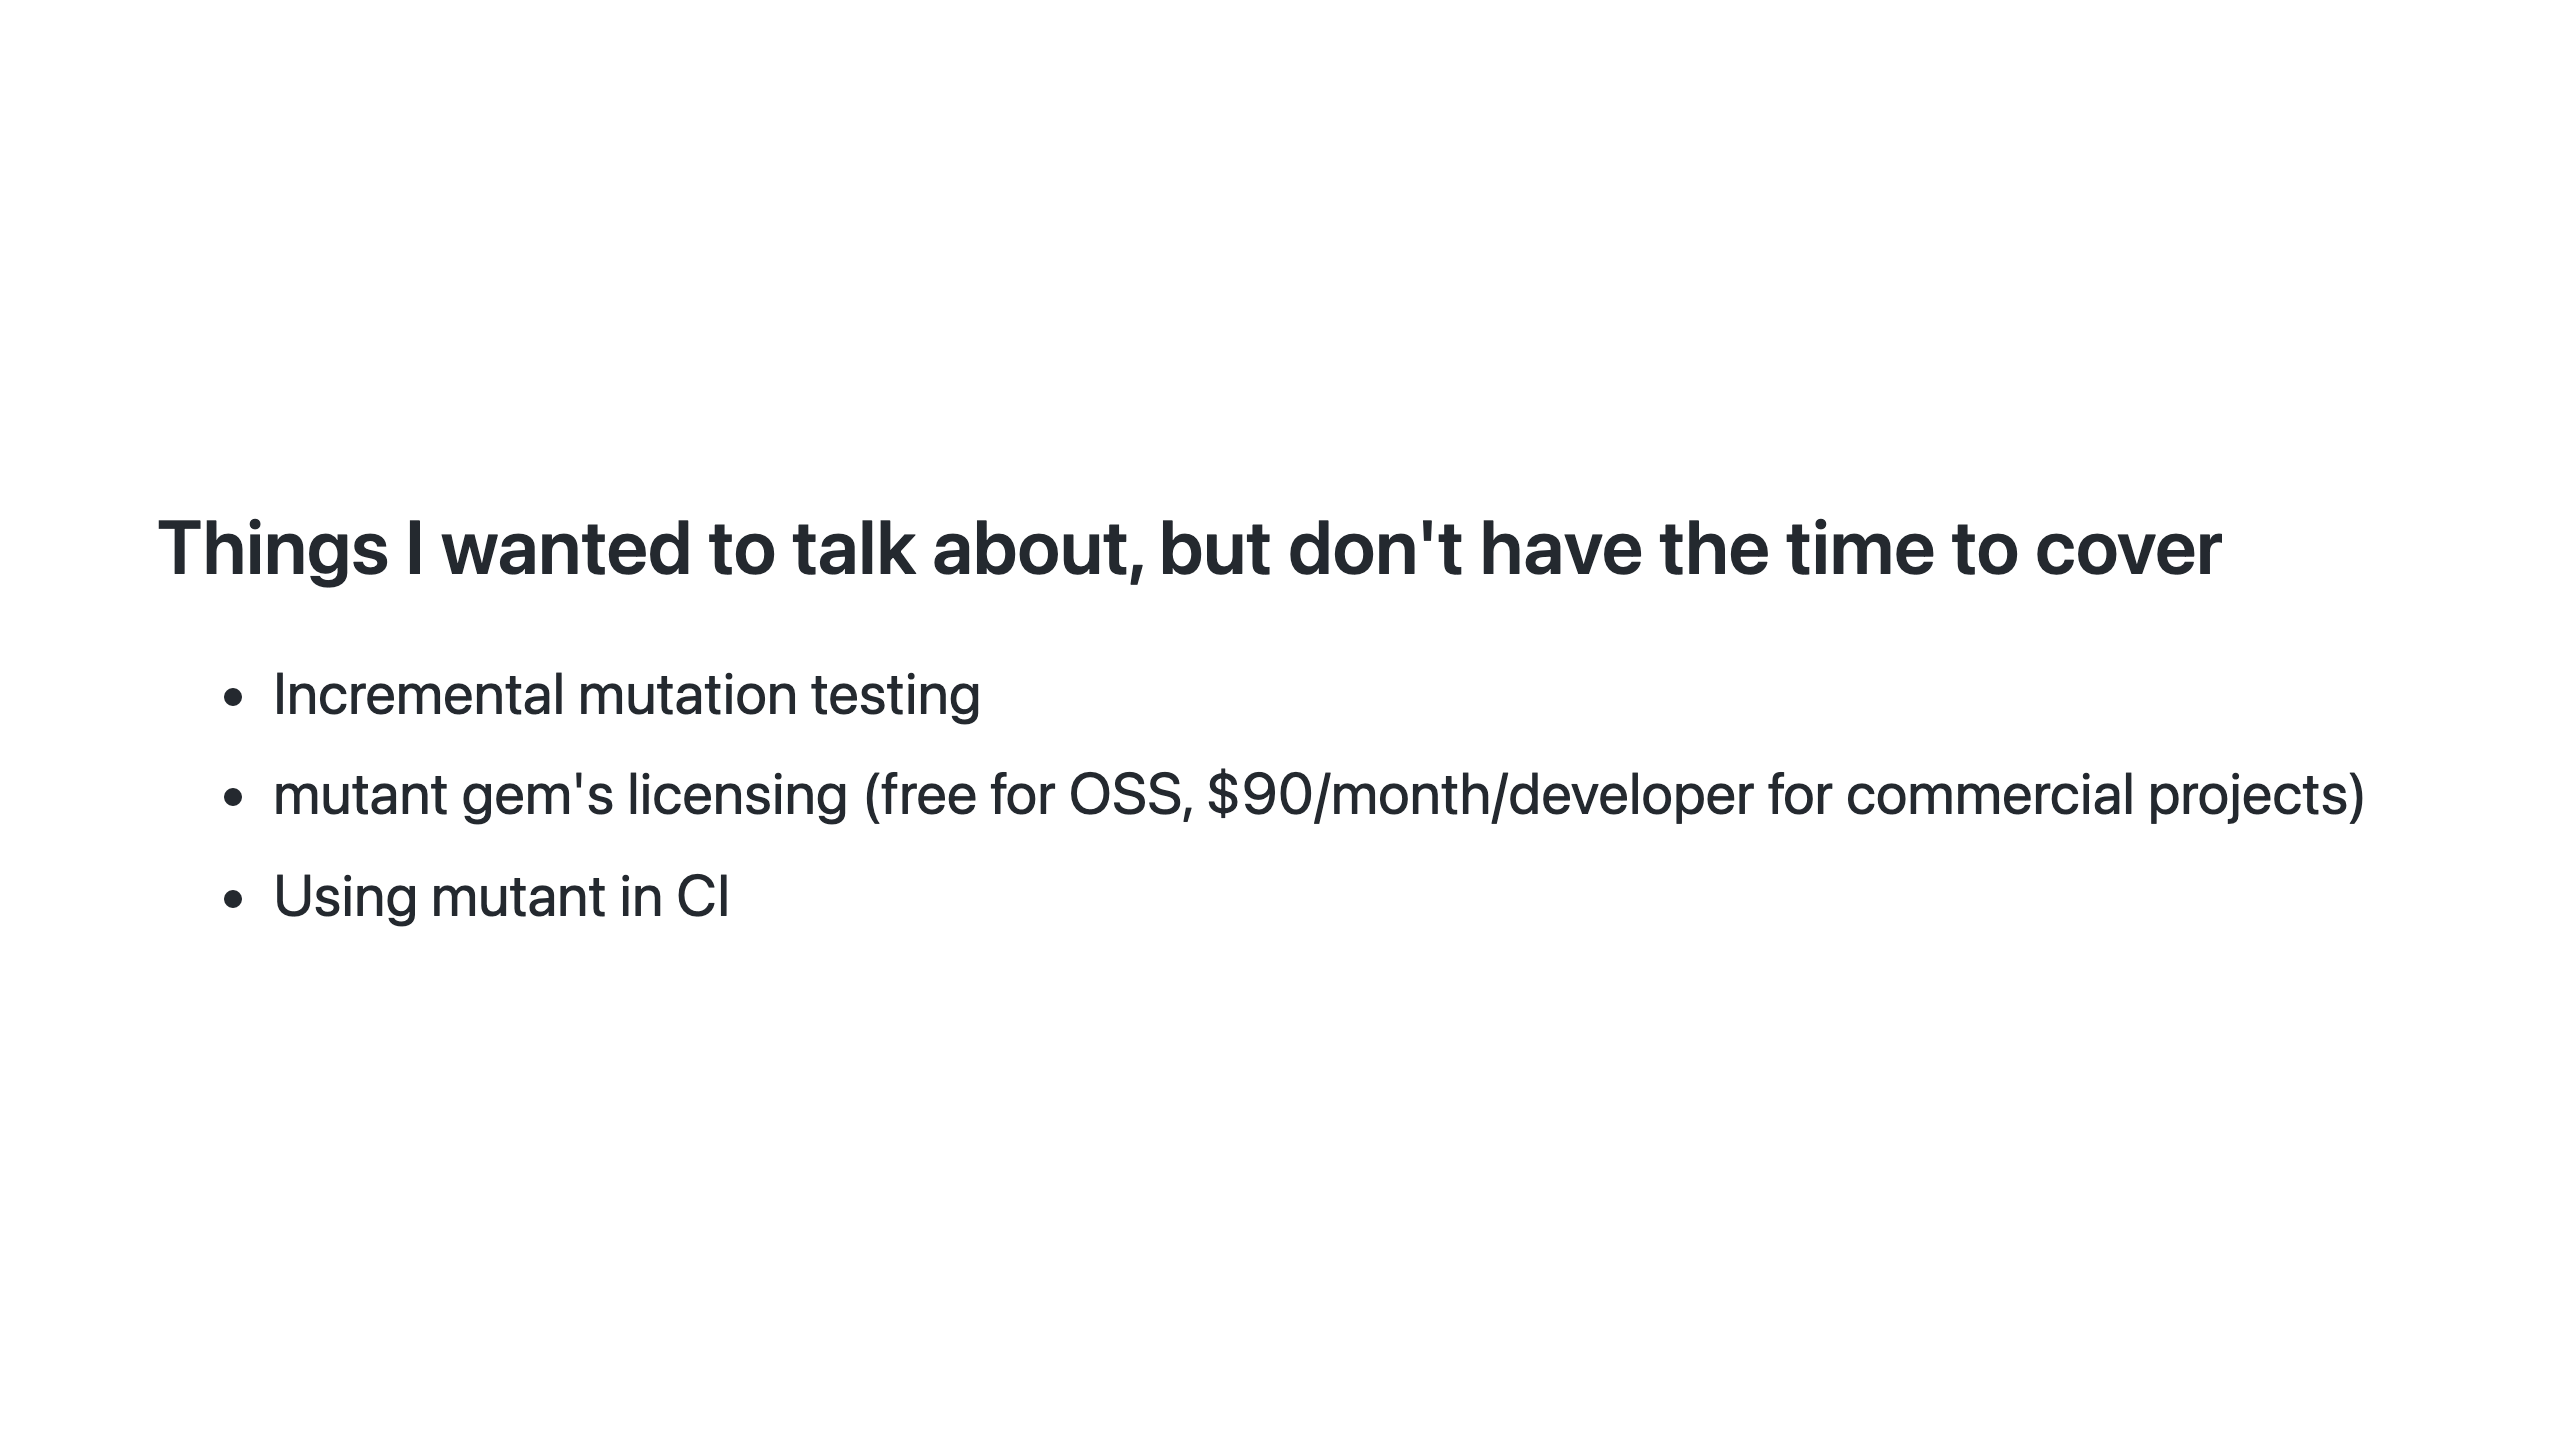 Things I wanted to talk about, but don't have the time to cover
• Incremental mutation testing
• mutant gem's licensing (free for OSS, $90/month/developer for commercial projects)
• Using mutant in CI